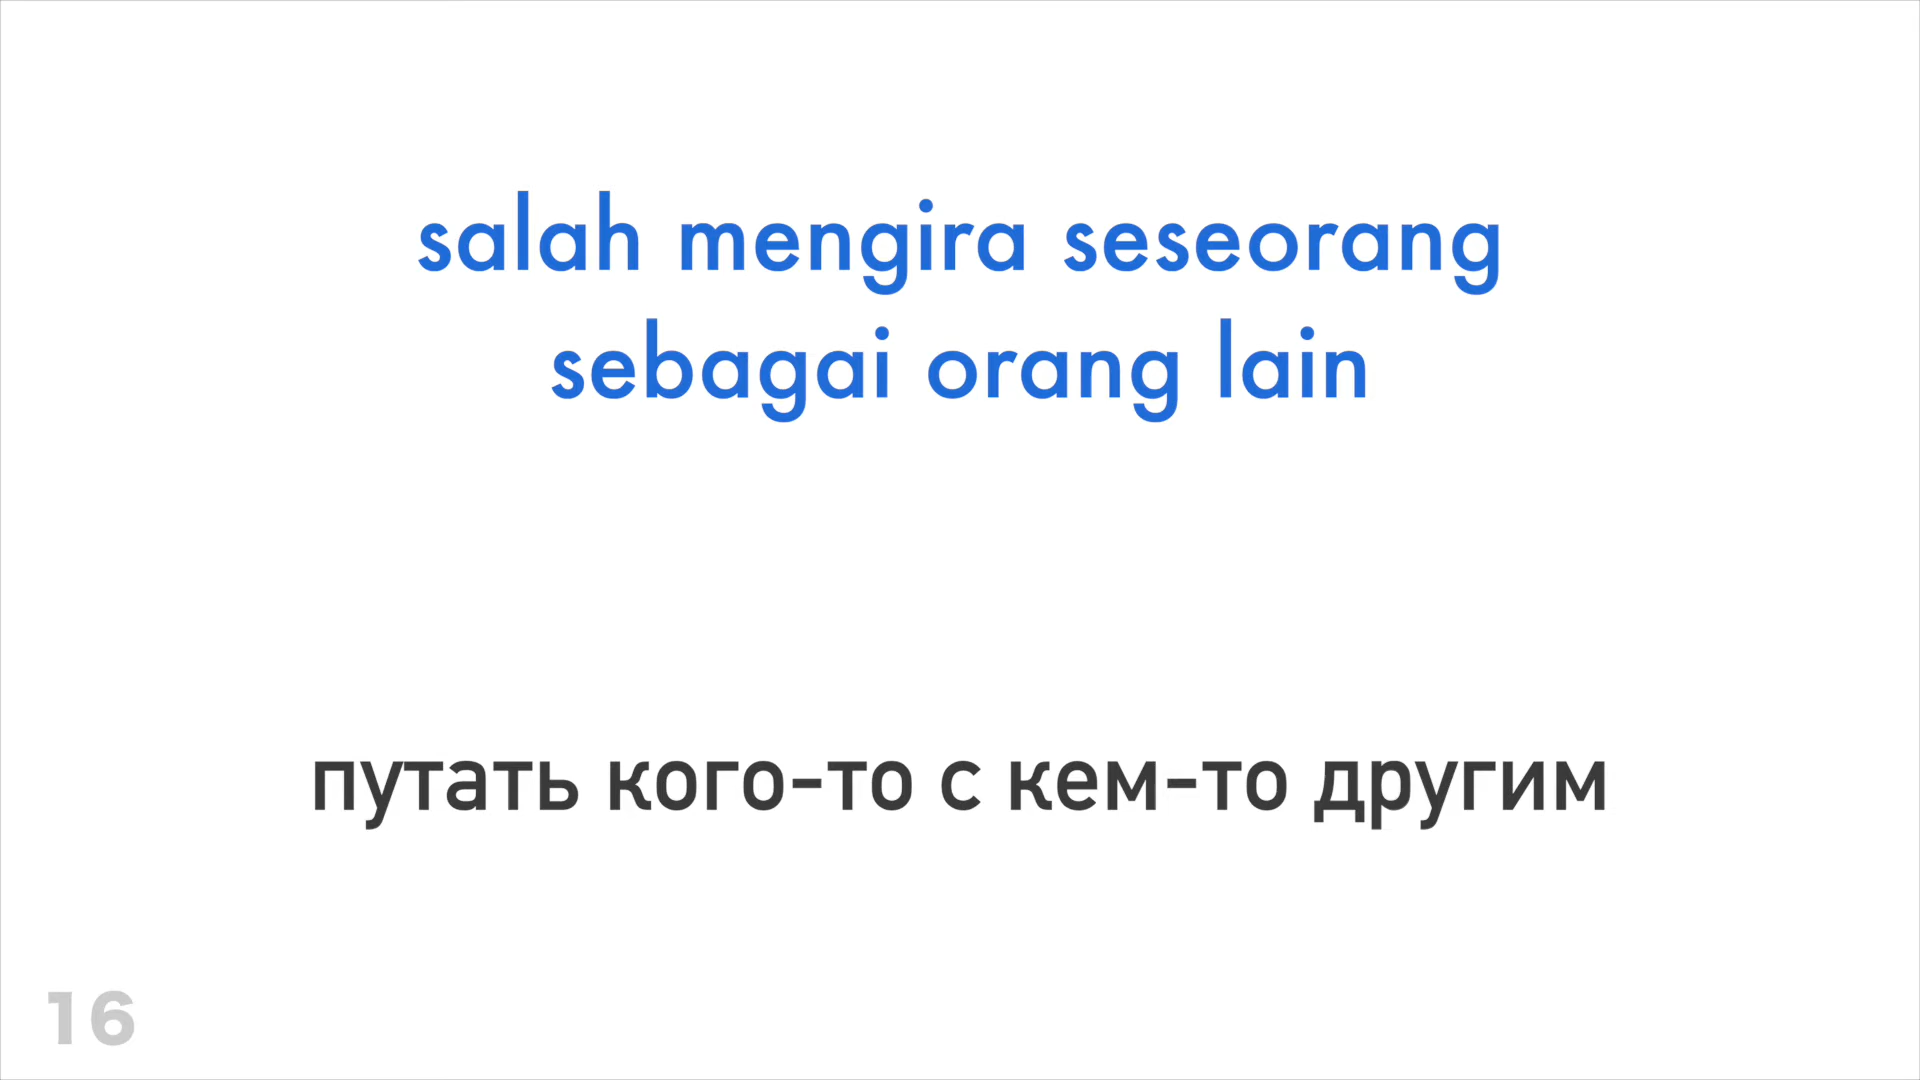 salah mengira seseorang
sebagai orang lain
путать кого-то с кем-то другим
16